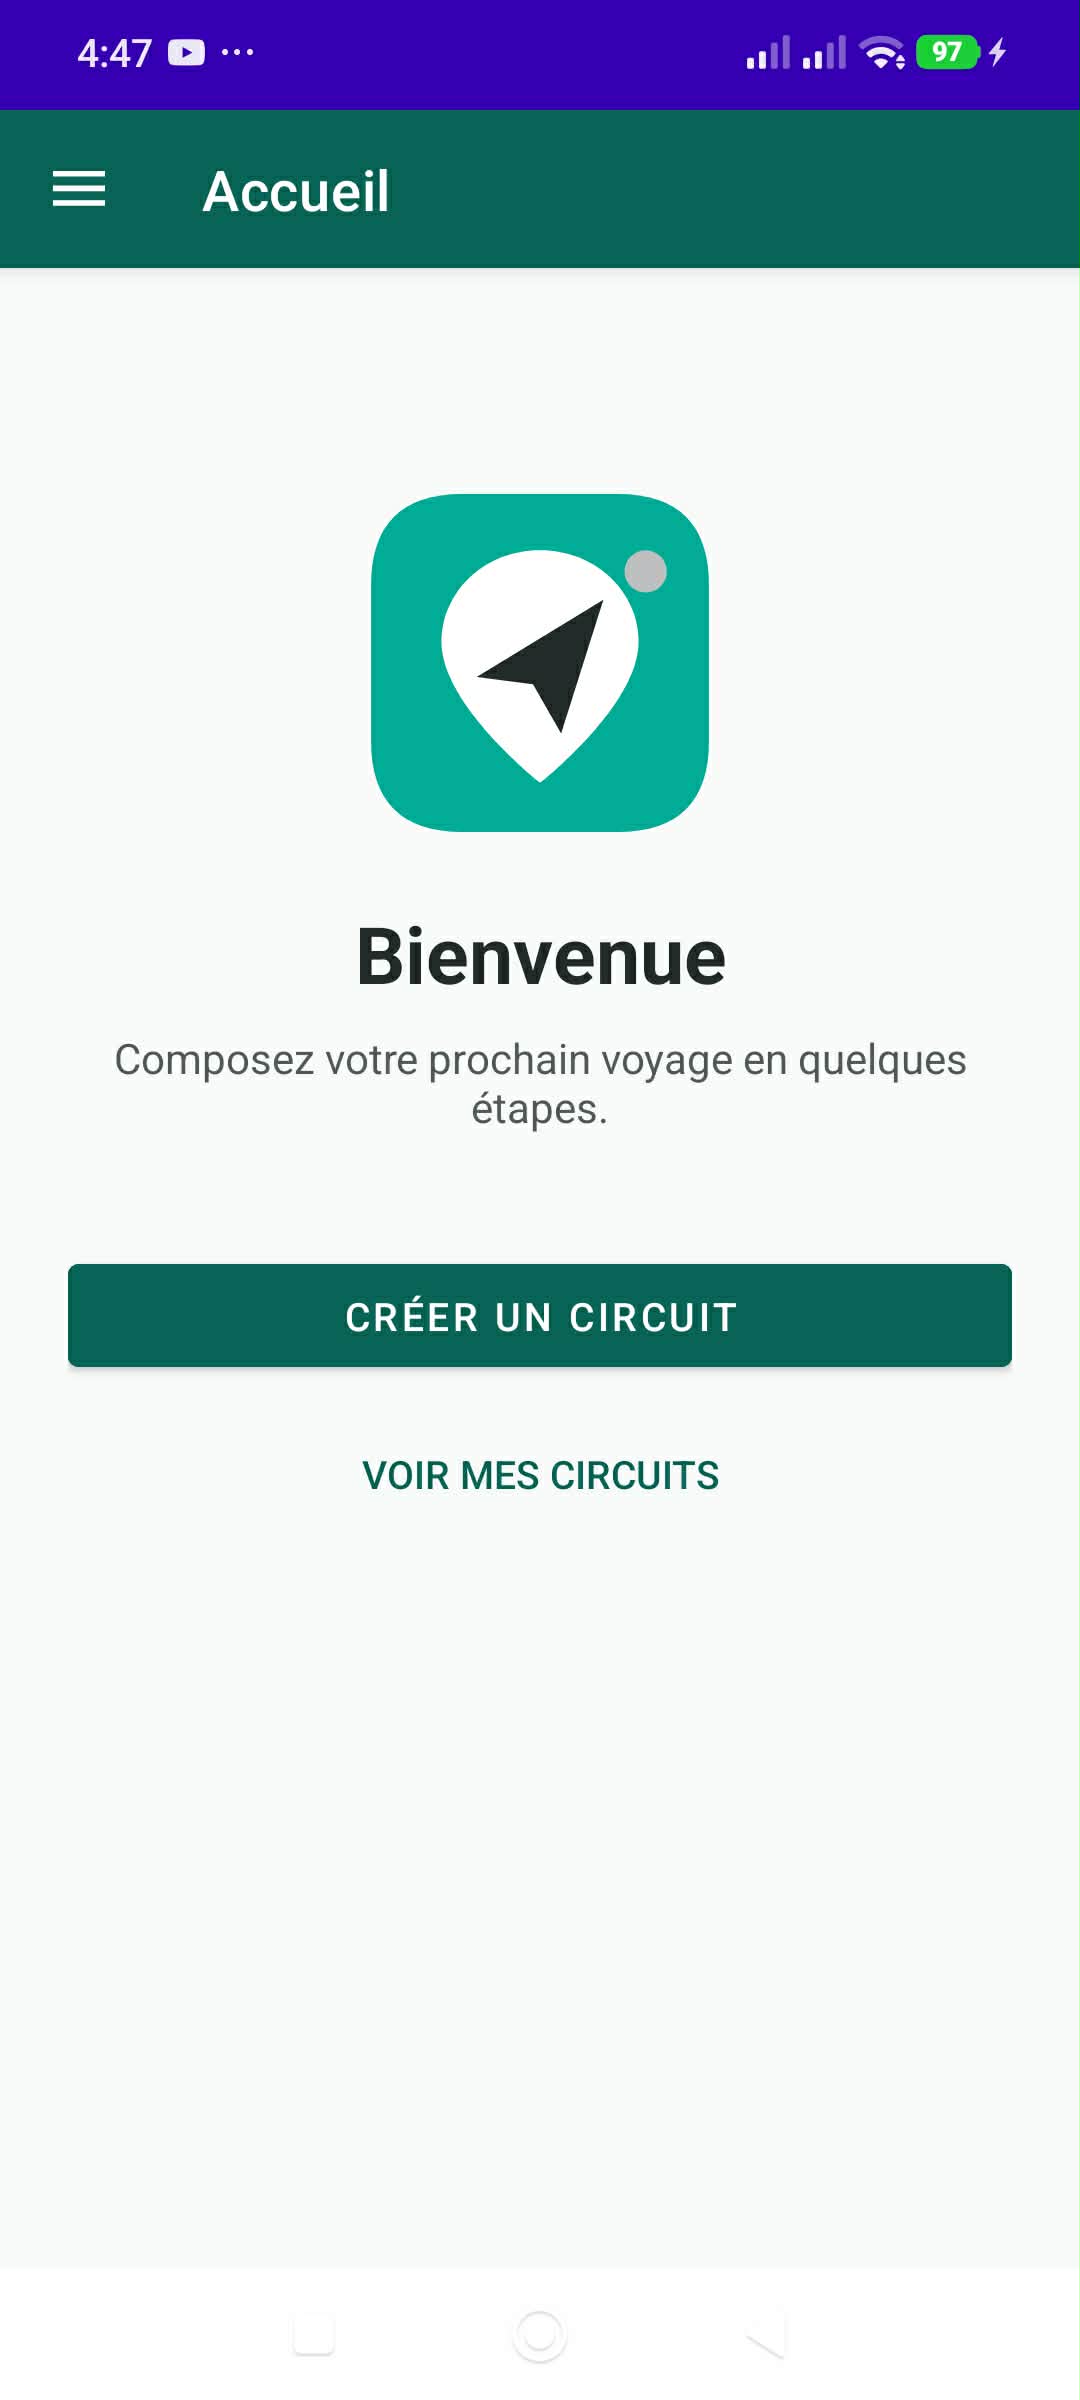 4:47
97
Accueil
Bienvenue
Composez votre prochain voyage en quelques
étapes.
CRÉER UN CIRCUIT
VOIR MES CIRCUITS